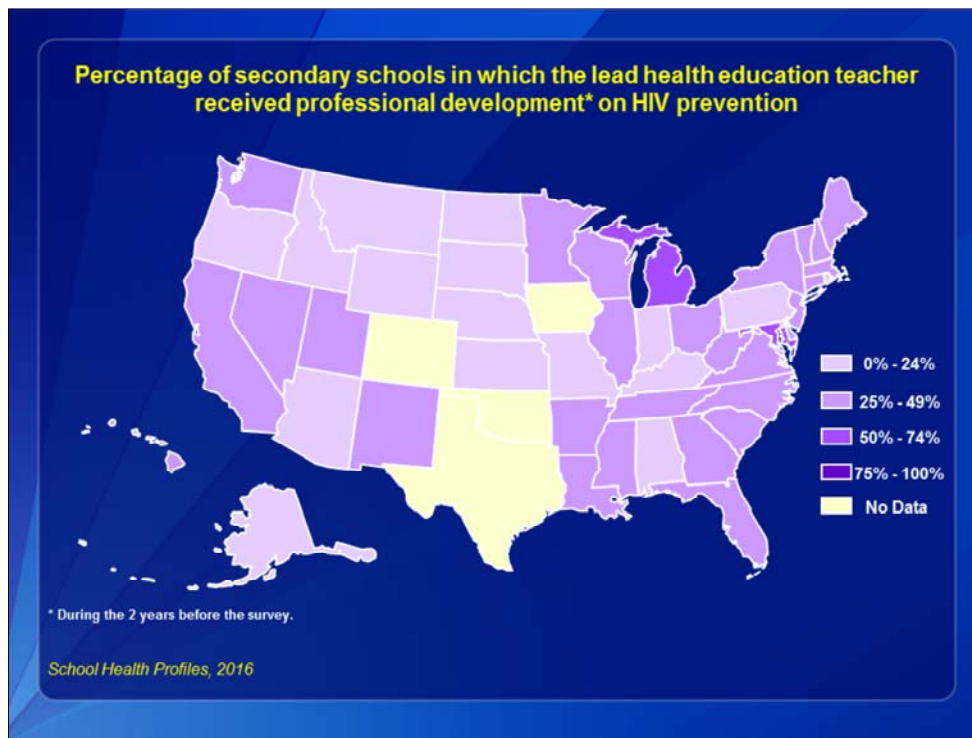 Percentage of secondary schools in which the lead health education teacher
received professional development* on HIV prevention
0% - 24%
25% - 49%
50% - 74%
75% - 100%
No Data
* During the 2 years before the survey.
School Health Profiles, 2016